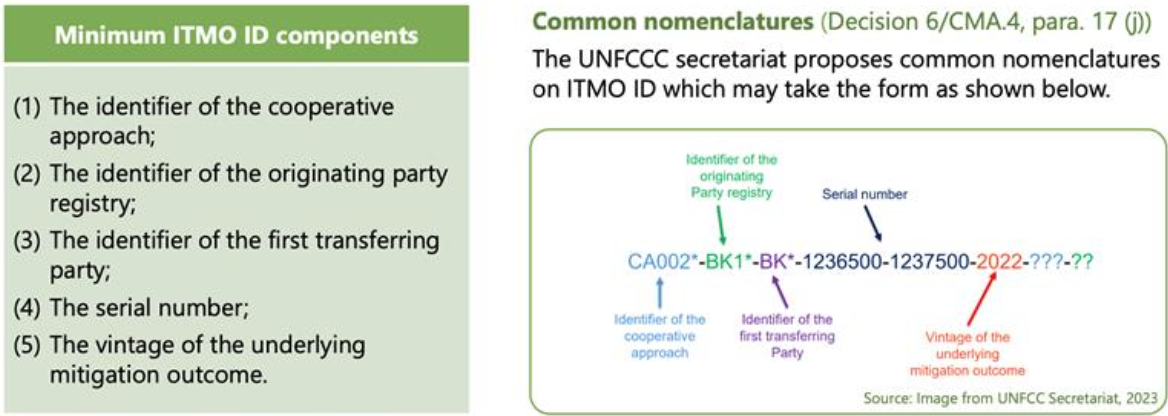 Minimum ITMO ID components
(1) The identifier of the cooperative
approach;
(2) The identifier of the originating party
registry;
(3) The identifier of the first transferring
party;
(4) The serial number;
(5) The vintage of the underlying
mitigation outcome.
Common nomenclatures (Decision 6/CMA.4, para. 17 (j))
The UNFCCC secretariat proposes common nomenclatures
on ITMO ID which may take the form as shown below.
Identifier of the
originating
Party registry
Serial number
CA002*-BK1*-BK*-1236500-1237500-2022-???-??
Identifier of the
cooperative
approach
Identifier of the
first transferring
Party
Vintage of the
underlying
mitigation outcome
Source: Image from UNFCC Secretariat, 2023